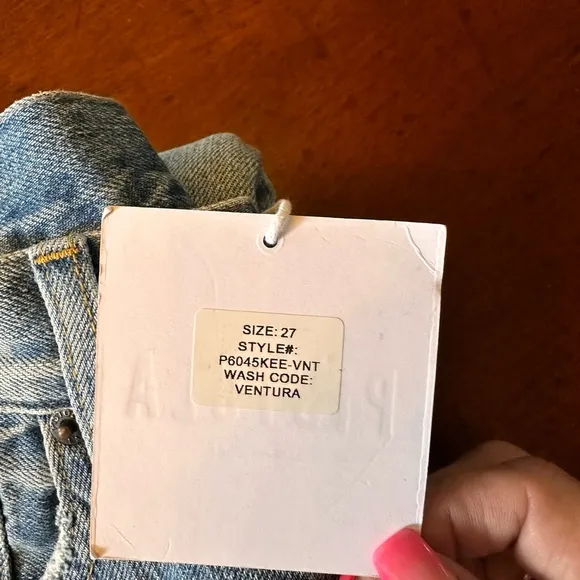 SIZE: 27
STYLE#:
P6045KEE-VNT
WASH CODE:
VENTURA